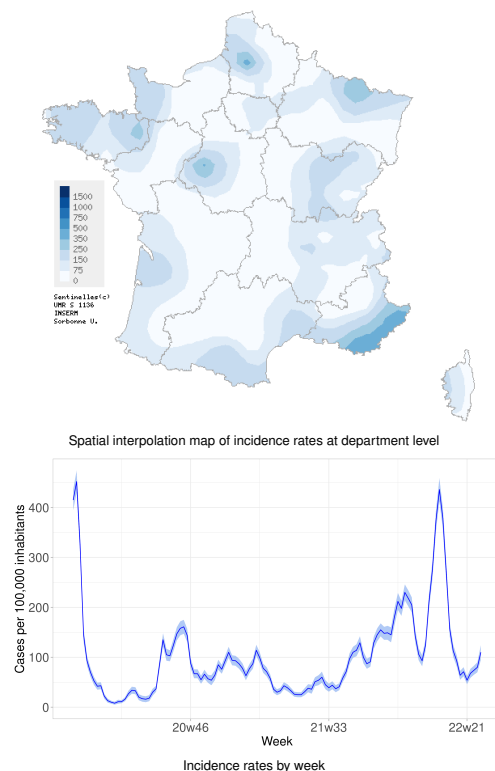 1500
1000
750
500
350
250
150
75
0
Sentinelles(c)
UMR S 1136
INSERM
Sorbonne U.
Spatial interpolation map of incidence rates at department level
Cases per 100,000 inhabitants
400
300
200
100
0
20w46
21w33
22w21
Week
Incidence rates by week